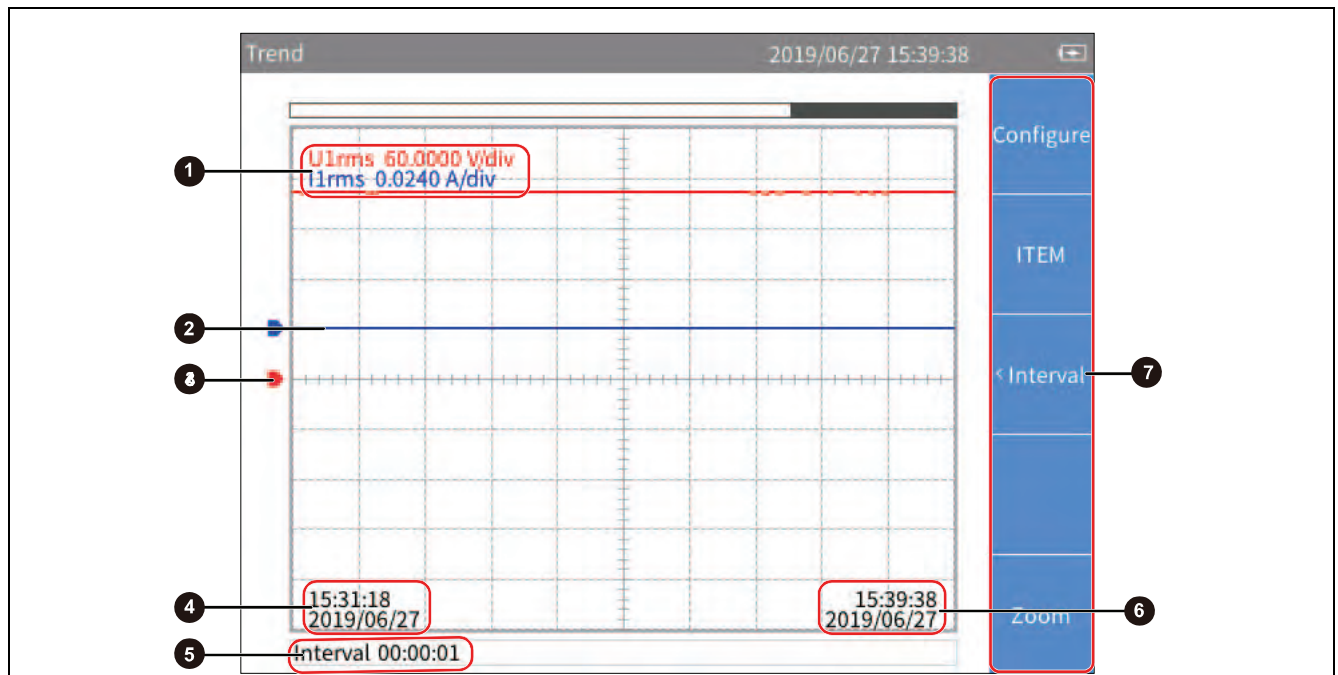 Trend
2019/06/27 15:39:38
Configure
1
U1rms 60.0000 V/div
I1rms 0.0240 A/div
ITEM
2
< Interval
7
4
15:31:18
2019/06/27
15:39:38
2019/06/27
6
Zoom
5
Interval 00:00:01